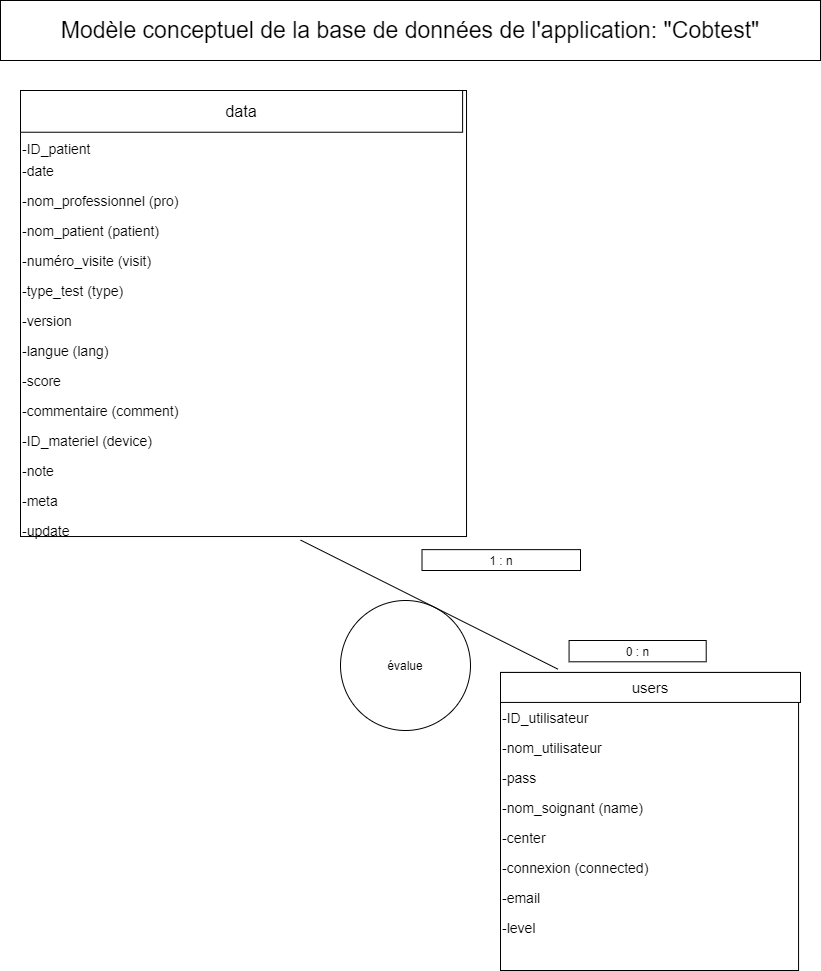 Modèle conceptuel de la base de données de l'application: "Cobtest"
data
-ID_patient
-date
-nom_professionnel (pro)
-nom_patient (patient)
-numéro_visite (visit)
-type_test (type)
-version
-langue (lang)
-score
-commentaire (comment)
-ID_materiel (device)
-note
-meta
-update
1 : n
évalue
0 : n
users
-ID_utilisateur
-nom_utilisateur
-pass
-nom_soignant (name)
-center
-connexion (connected)
-email
-level